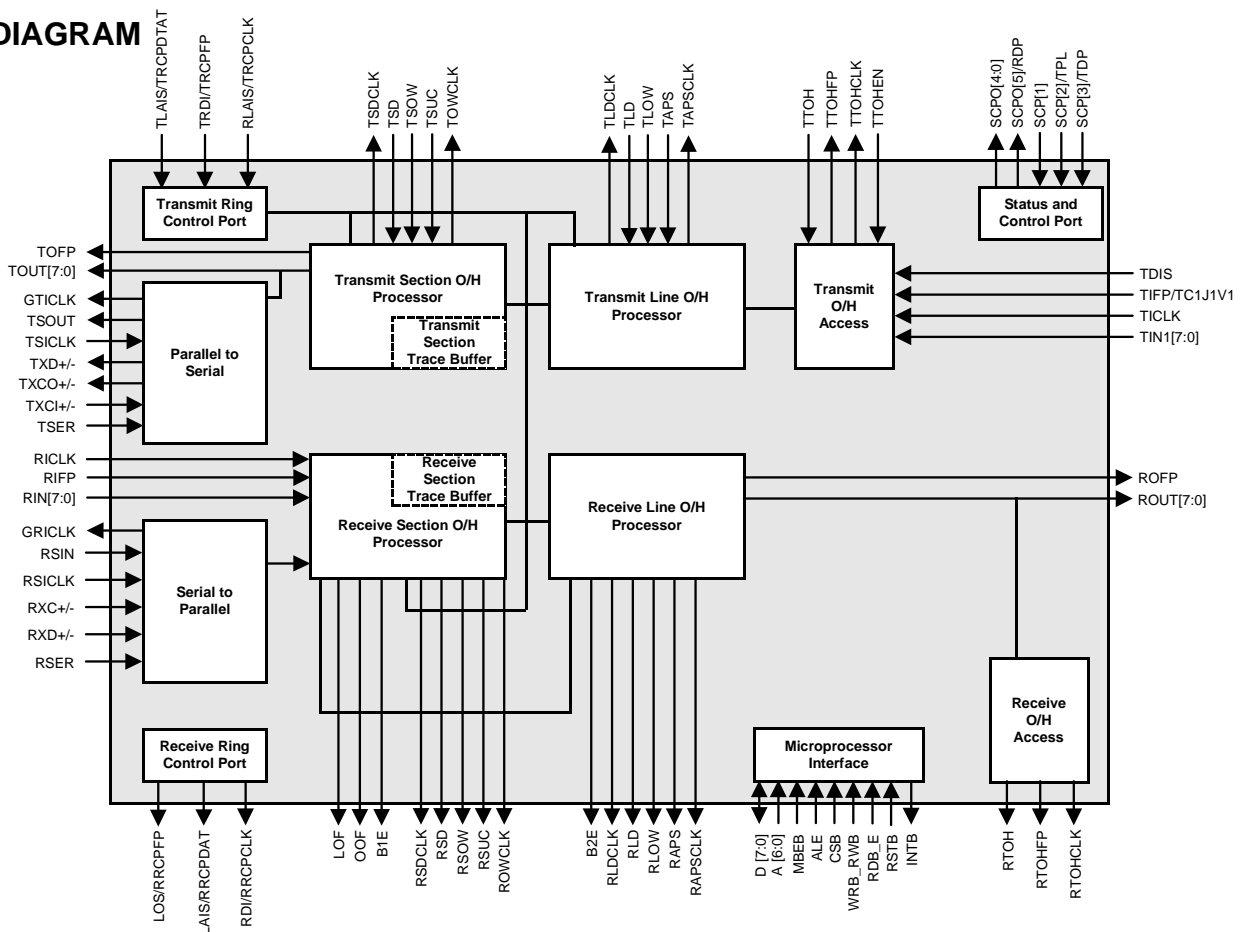 DIAGRAM
TLAIS/TRCPDTAT
TRDI/TRCPFP
RLAIS/TRCPCLK
TSDCLK
TSD
TSOW
TSUC
TOWCLK
TLDCLK
TLD
TLOW
TAPS
TAPSCLK
TTOH
TTOHFP
TTOHCLK
TTOHEN
SCPO[4:0]
SCPO[5]/RDP
SCP[1]
SCP[2]/TPL
SCP[3]/TDP
Transmit Ring
Control Port
Status and
Control Port
TOFP
TOUT[7:0]
GTICLK
TSOUT
TSICLK
TXD+/-
TXCO+/-
TXCI+/-
TSER
Parallel to
Serial
Transmit Section O/H
Processor
Transmit
Section
Trace Buffer
Transmit Line O/H
Processor
Transmit
O/H
Access
TDIS
TIFP/TC1J1V1
TICLK
TIN1[7:0]
RICLK
RIFP
RIN[7:0]
GRICLK
RSIN
RSICLK
RXC+/-
RXD+/-
RSER
Serial to
Parallel
Receive
Section
Trace Buffer
Receive Section O/H
Processor
Receive Line O/H
Processor
ROFP
ROUT[7:0]
Receive
O/H
Access
Receive Ring
Control Port
Microprocessor
Interface
LOS/RRCPFP
LAIS/RRCPDAT
RDI/RRCPCLK
LOF
OOF
B1E
RSDCLK
RSD
RSOW
RSUC
ROWCLK
B2E
RLDCLK
RLD
RLOW
RAPS
RAPSCLK
D [7:0]
A [6:0]
MBEB
ALE
CSB
WRB_RWB
RDB_E
RSTB
INTB
RTOH
RTOHFP
RTOHCLK